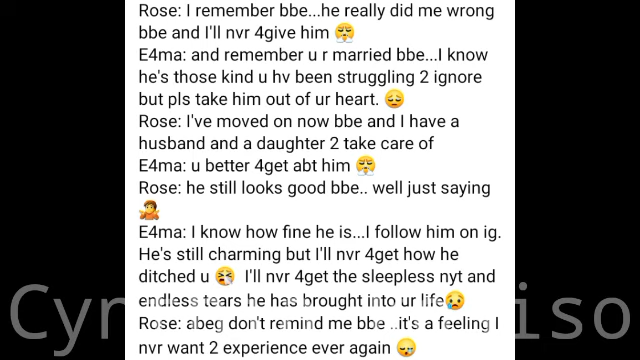 Rose: I remember bbe...he really did me wrong
bbe and I'll nvr 4give him 😤
E4ma: and remember u r married bbe...I know
he's those kind u hv been struggling 2 ignore
but pls take him out of ur heart. 😔
Rose: I've moved on now bbe and I have a
husband and a daughter 2 take care of
E4ma: u better 4get abt him 😤
Rose: he still looks good bbe.. well just saying
🤷
E4ma: I know how fine he is...I follow him on ig.
He's still charming but I'll nvr 4get how he
ditched u 😫 I'll nvr 4get the sleepless nyt and
endless tears he has brought into ur life😢
Rose: abeg don't remind me bbe ..it's a feeling I
nvr want 2 experience ever again 😪